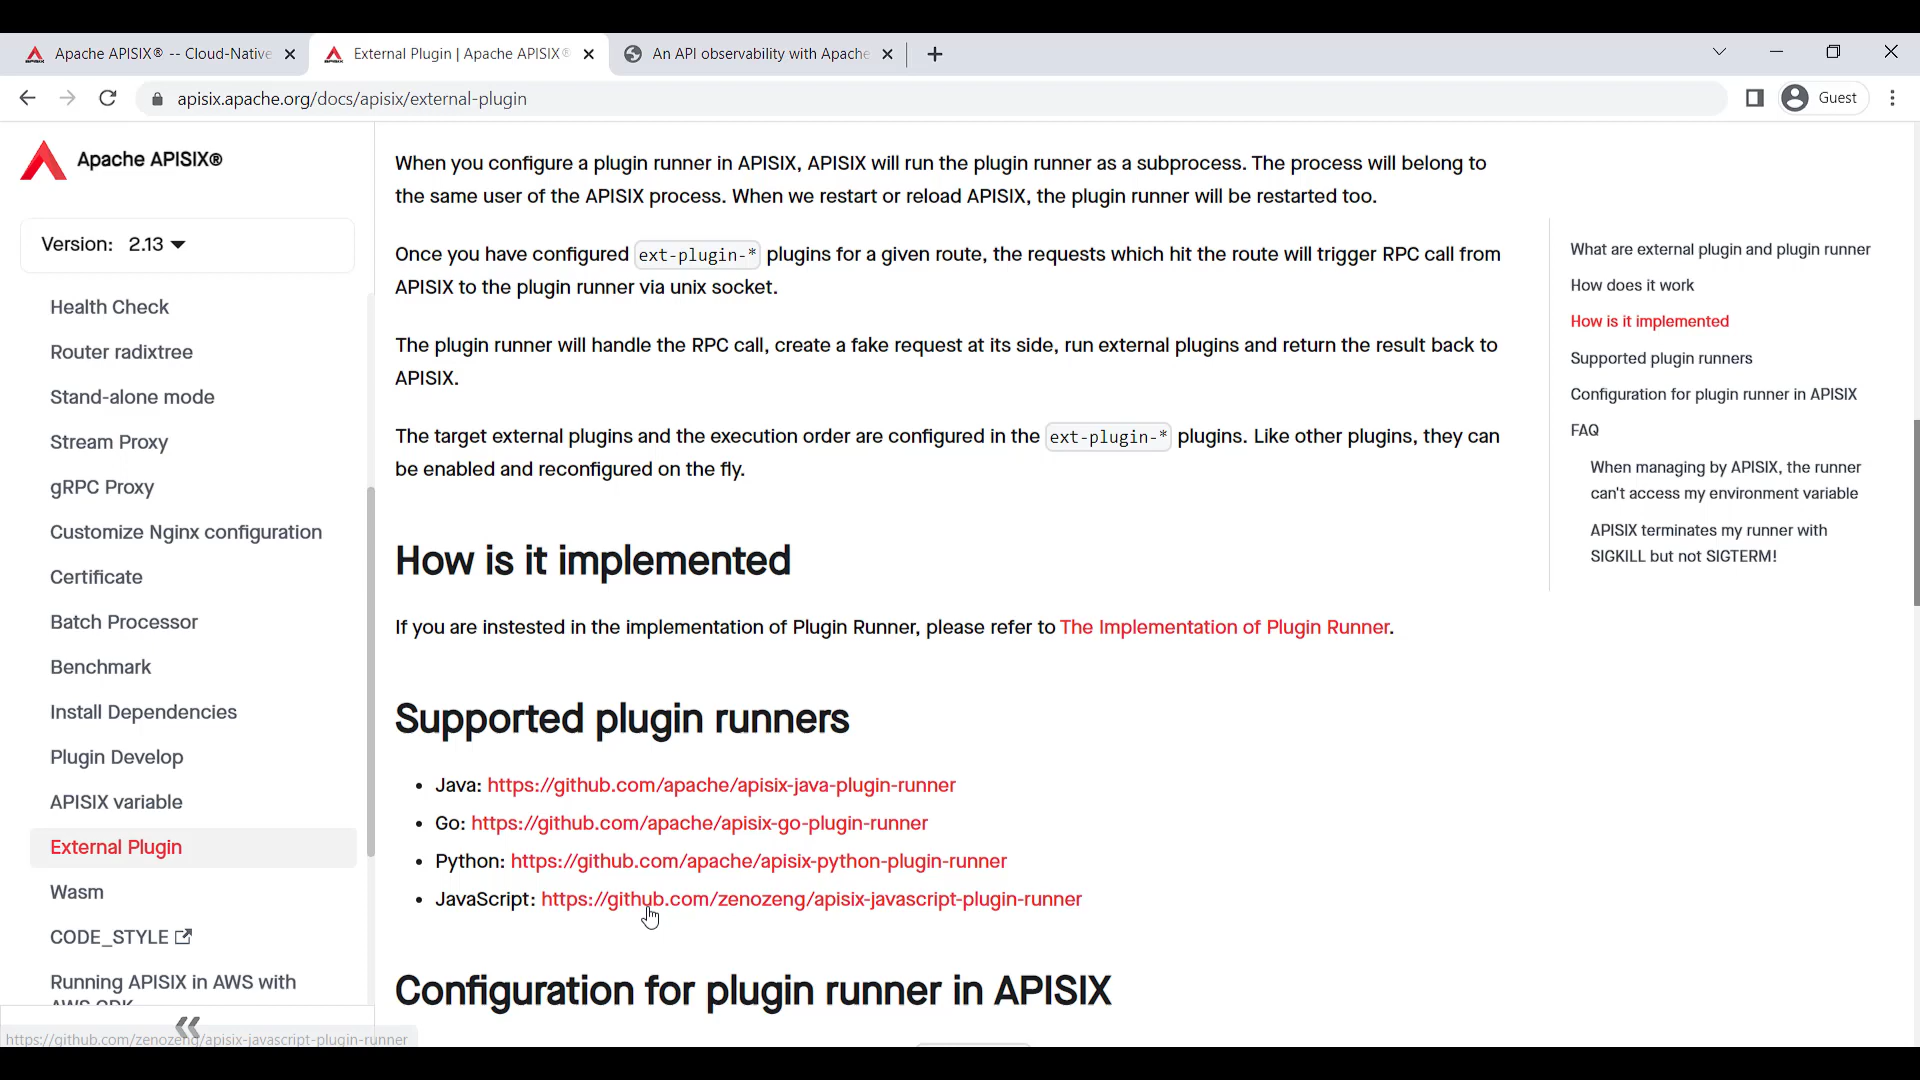 Apache APISIX® -- Cloud-Native
External Plugin | Apache APISIX®
An API observability with Apache
apisix.apache.org/docs/apisix/external-plugin
Guest
Apache APISIX®
Version: 2.13
Health Check
Router radixtree
Stand-alone mode
Stream Proxy
gRPC Proxy
Customize Nginx configuration
Certificate
Batch Processor
Benchmark
Install Dependencies
Plugin Develop
APISIX variable
External Plugin
Wasm
CODE_STYLE
Running APISIX in AWS with
AWS CDK
When you configure a plugin runner in APISIX, APISIX will run the plugin runner as a subprocess. The process will belong to
the same user of the APISIX process. When we restart or reload APISIX, the plugin runner will be restarted too.
Once you have configured ext-plugin-* plugins for a given route, the requests which hit the route will trigger RPC call from
APISIX to the plugin runner via unix socket.
The plugin runner will handle the RPC call, create a fake request at its side, run external plugins and return the result back to
APISIX.
The target external plugins and the execution order are configured in the ext-plugin-* plugins. Like other plugins, they can
be enabled and reconfigured on the fly.
How is it implemented
If you are instested in the implementation of Plugin Runner, please refer to The Implementation of Plugin Runner.
Supported plugin runners
• Java: https://github.com/apache/apisix-java-plugin-runner
• Go: https://github.com/apache/apisix-go-plugin-runner
• Python: https://github.com/apache/apisix-python-plugin-runner
• JavaScript: https://github.com/zenozeng/apisix-javascript-plugin-runner
Configuration for plugin runner in APISIX
What are external plugin and plugin runner
How does it work
How is it implemented
Supported plugin runners
Configuration for plugin runner in APISIX
FAQ
When managing by APISIX, the runner
can't access my environment variable
APISIX terminates my runner with
SIGKILL but not SIGTERM!
https://github.com/zenozeng/apisix-javascript-plugin-runner